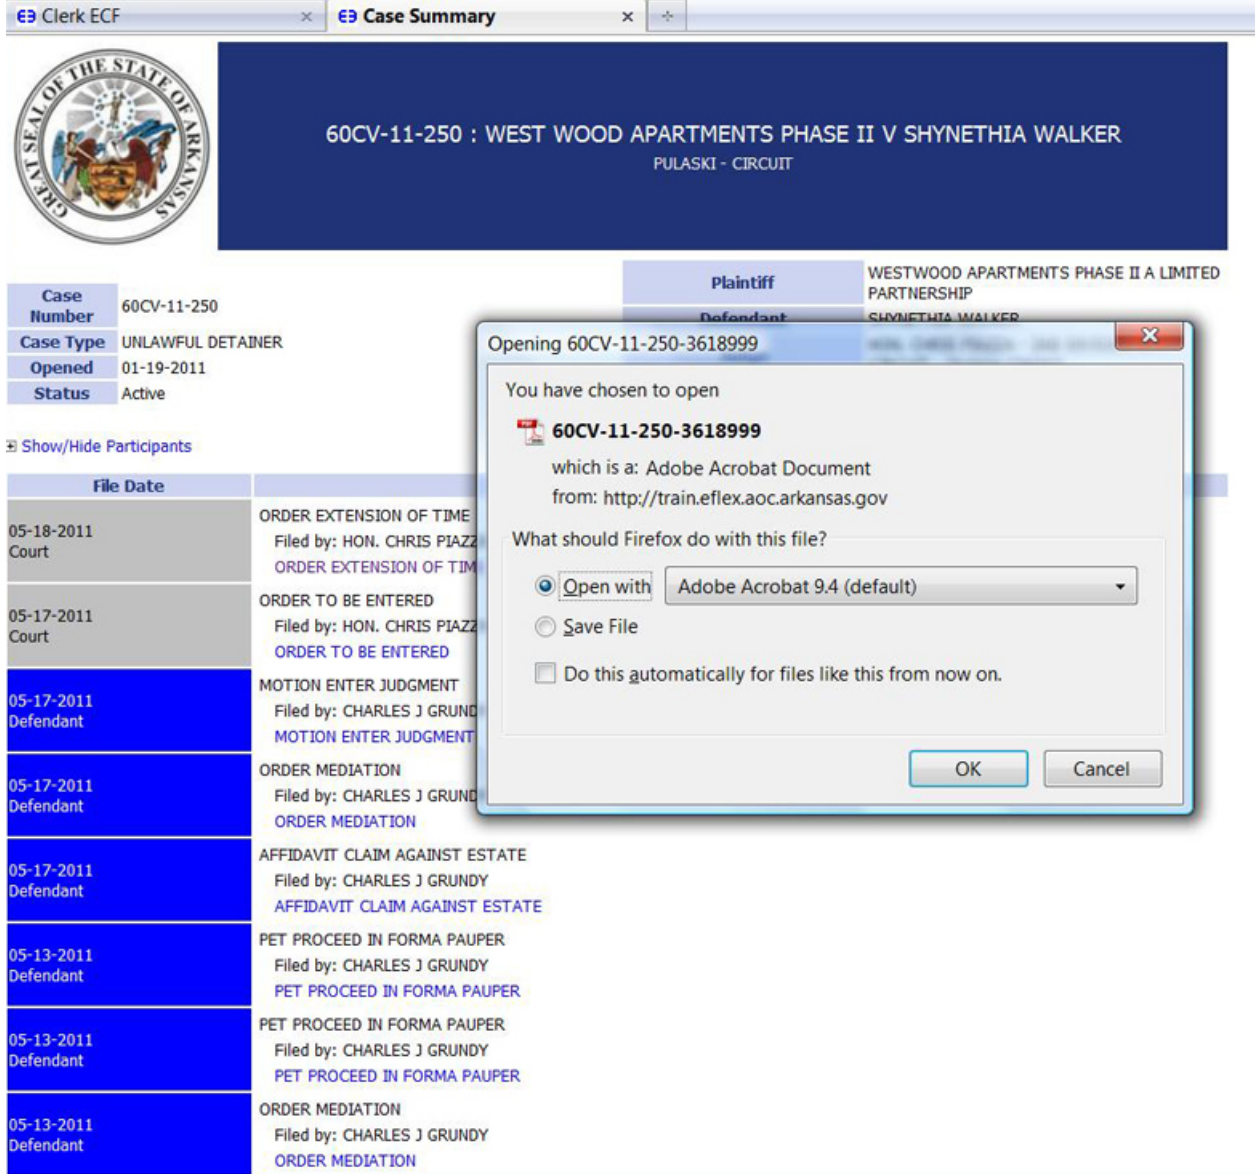 Clerk ECF
Case Summary
GREAT SEAL OF THE STATE OF ARKANSAS
60CV-11-250 : WEST WOOD APARTMENTS PHASE II V SHYNETHIA WALKER
PULASKI - CIRCUIT
Case Number 60CV-11-250
Case Type UNLAWFUL DETAINER
Opened 01-19-2011
Status Active
Plaintiff WESTWOOD APARTMENTS PHASE II A LIMITED
PARTNERSHIP
Defendant SHYNETHIA WALKER
Show/Hide Participants
File Date
05-18-2011
Court
ORDER EXTENSION OF TIME
Filed by: HON. CHRIS PIAZZ
ORDER EXTENSION OF TIM
05-17-2011
Court
ORDER TO BE ENTERED
Filed by: HON. CHRIS PIAZZ
ORDER TO BE ENTERED
05-17-2011
Defendant
MOTION ENTER JUDGMENT
Filed by: CHARLES J GRUND
MOTION ENTER JUDGMENT
05-17-2011
Defendant
ORDER MEDIATION
Filed by: CHARLES J GRUND
ORDER MEDIATION
05-17-2011
Defendant
AFFIDAVIT CLAIM AGAINST ESTATE
Filed by: CHARLES J GRUNDY
AFFIDAVIT CLAIM AGAINST ESTATE
05-13-2011
Defendant
PET PROCEED IN FORMA PAUPER
Filed by: CHARLES J GRUNDY
PET PROCEED IN FORMA PAUPER
05-13-2011
Defendant
PET PROCEED IN FORMA PAUPER
Filed by: CHARLES J GRUNDY
PET PROCEED IN FORMA PAUPER
05-13-2011
Defendant
ORDER MEDIATION
Filed by: CHARLES J GRUNDY
ORDER MEDIATION
Opening 60CV-11-250-3618999
You have chosen to open
60CV-11-250-3618999
which is a: Adobe Acrobat Document
from: http://train.eflex.aoc.arkansas.gov
What should Firefox do with this file?
Open with Adobe Acrobat 9.4 (default)
Save File
Do this automatically for files like this from now on.
OK Cancel